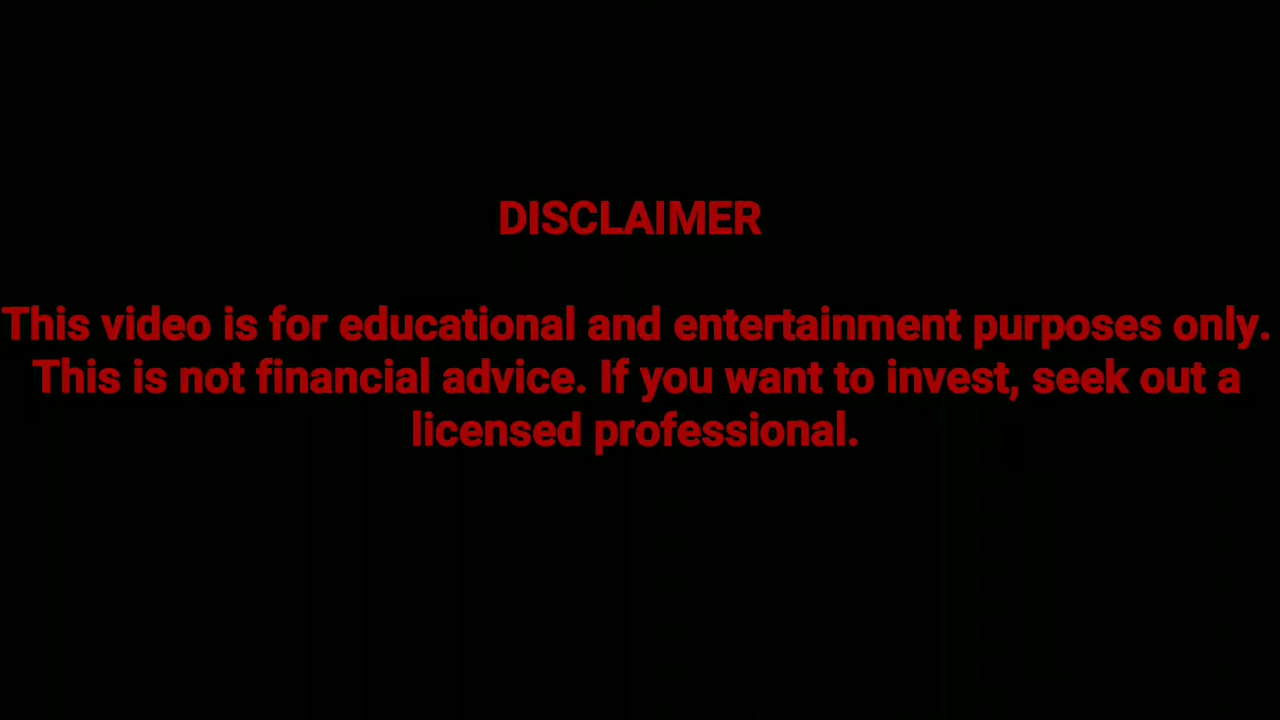 DISCLAIMER
This video is for educational and entertainment purposes only.
This is not financial advice. If you want to invest, seek out a
licensed professional.